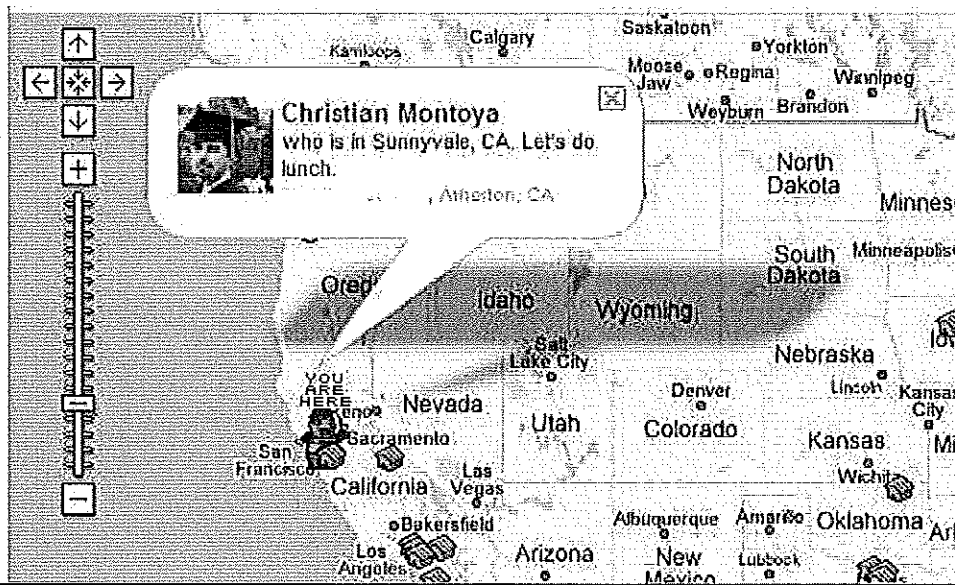 Kamloops
Calgary
Saskatoon
Yorkton
Moose
Jaw
Regina
Winnipeg
Weyburn
Brandon
Christian Montoya
who is in Sunnyvale, CA. Let's do
lunch.
Atherton, CA
North
Dakota
Minnes
South
Dakota
Minneapolis
Idaho
Wyoming
Salt
Lake City
Nebraska
Lincoln
YOU
ARE
HERE
Nevada
Denver
Kansas
City
Utah
Colorado
Sacramento
Kansas
Mi
San
Francisco
California
Las
Vegas
Wichit
Bakersfield
Albuquerque
Amarillo
Oklahoma
Los
Angeles
Arizona
New
Mexico
Lubbock